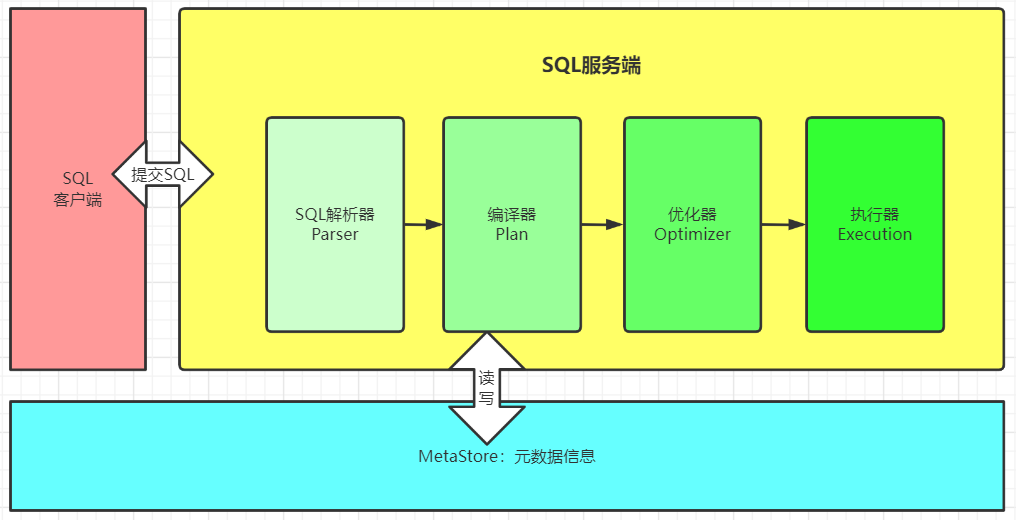 SQL服务端
SQL
客户端
提交SQL
SQL解析器
Parser
编译器
Plan
优化器
Optimizer
执行器
Execution
读
写
MetaStore：元数据信息